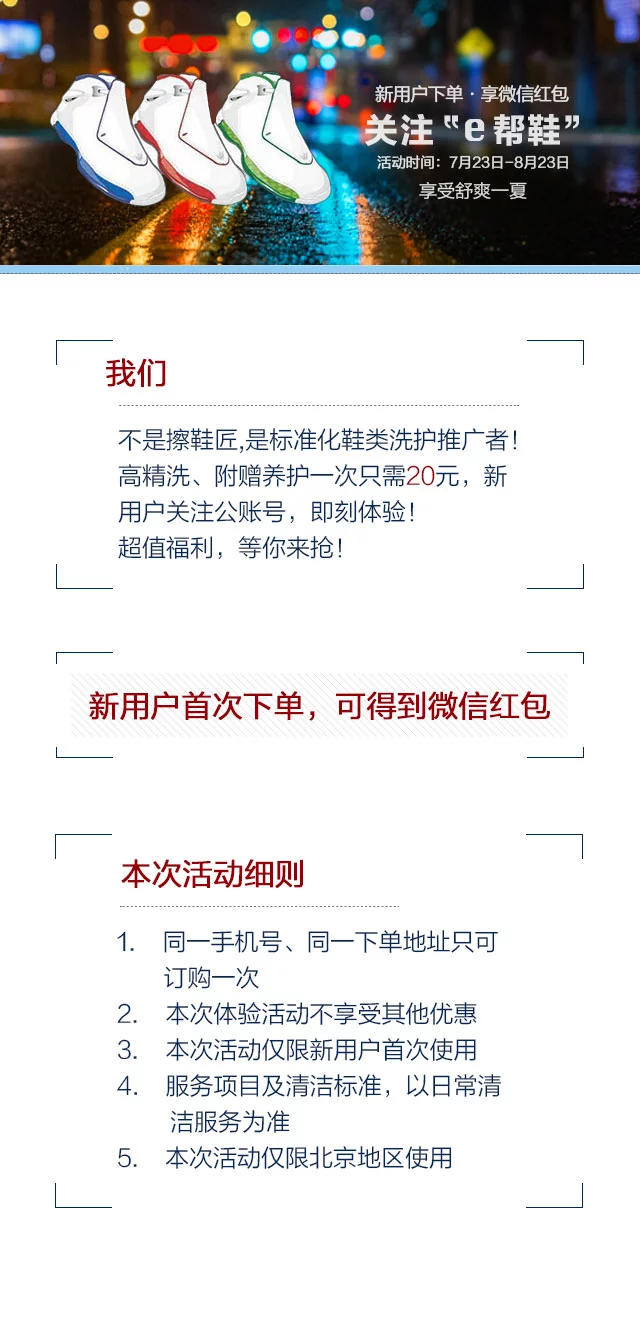 新用户下单·享微信红包
关注“e帮鞋”
活动时间：7月23日-8月23日
享受舒爽一夏
我们
不是擦鞋匠,是标准化鞋类洗护推广者！
高精洗、附赠养护一次只需20元，新
用户关注公账号，即刻体验！
超值福利，等你来抢！
新用户首次下单，可得到微信红包
本次活动细则
1. 同一手机号、同一下单地址只可
订购一次
2. 本次体验活动不享受其他优惠
3. 本次活动仅限新用户首次使用
4. 服务项目及清洁标准，以日常清
洁服务为准
5. 本次活动仅限北京地区使用